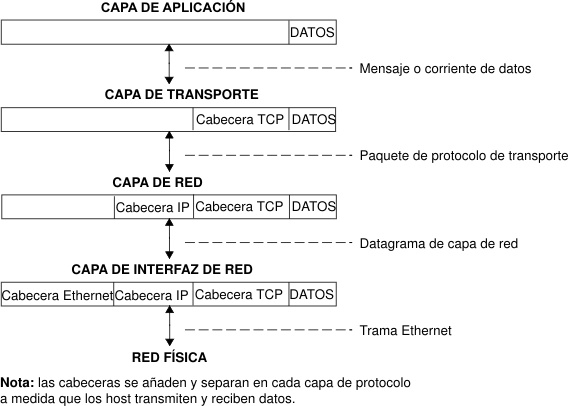 CAPA DE APLICACIÓN
DATOS
Mensaje o corriente de datos
CAPA DE TRANSPORTE
Cabecera TCP DATOS
Paquete de protocolo de transporte
CAPA DE RED
Cabecera IP Cabecera TCP DATOS
Datagrama de capa de red
CAPA DE INTERFAZ DE RED
Cabecera Ethernet Cabecera IP Cabecera TCP DATOS
Trama Ethernet
RED FÍSICA
Nota: las cabeceras se añaden y separan en cada capa de protocolo
a medida que los host transmiten y reciben datos.